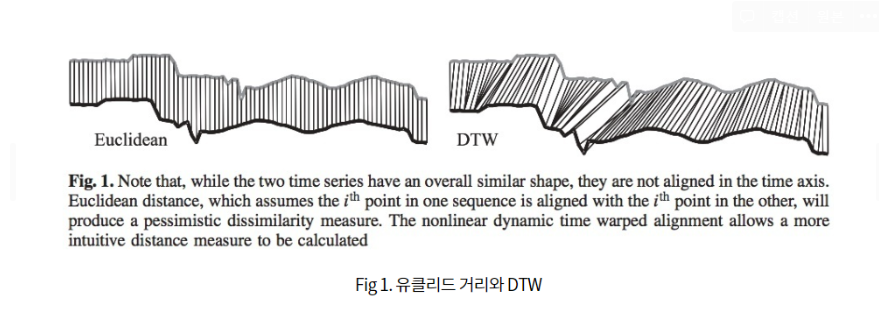 Euclidean
DTW
Fig. 1. Note that, while the two time series have an overall similar shape, they are not aligned in the time axis.
Euclidean distance, which assumes the iᵗʰ point in one sequence is aligned with the iᵗʰ point in the other, will
produce a pessimistic dissimilarity measure. The nonlinear dynamic time warped alignment allows a more
intuitive distance measure to be calculated
Fig 1. 유클리드 거리와 DTW